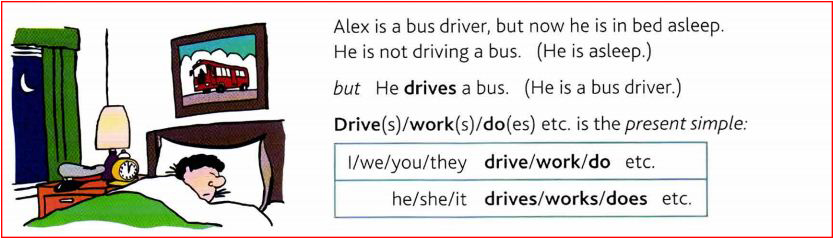 Alex is a bus driver, but now he is in bed asleep.
He is not driving a bus. (He is asleep.)
but He drives a bus. (He is a bus driver.)
Drive(s)/work(s)/do(es) etc. is the present simple:
I/we/you/they drive/work/do etc.
he/she/it drives/works/does etc.